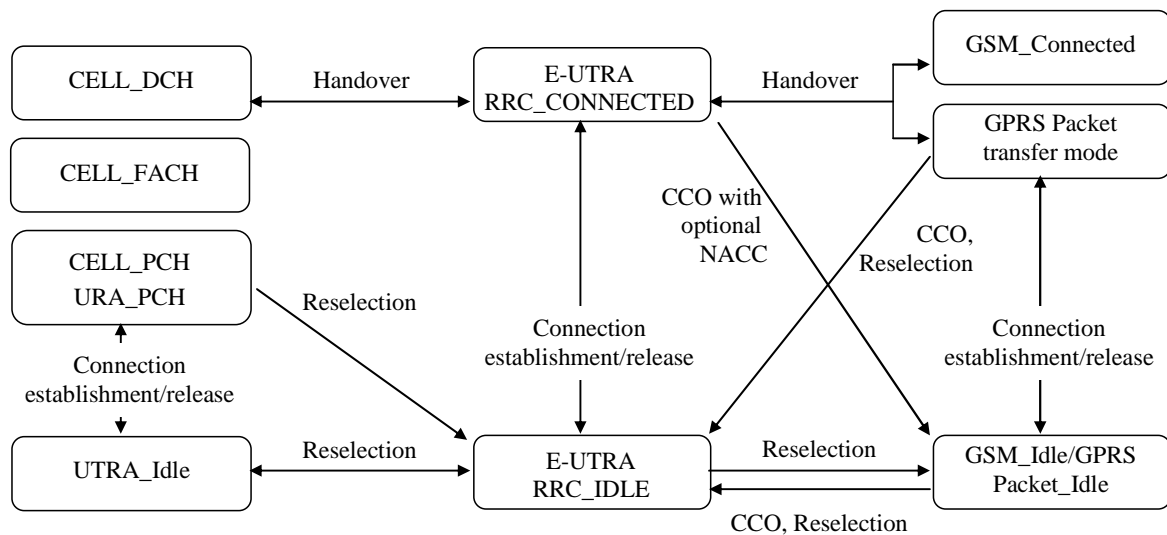 CELL_DCH
Handover
E-UTRA
RRC_CONNECTED
Handover
GSM_Connected
GPRS Packet
transfer mode
CELL_FACH
CCO with
optional
NACC
CCO,
Reselection
CELL_PCH
URA_PCH
Reselection
Connection
establishment/release
Connection
establishment/release
Connection
establishment/release
UTRA_Idle
Reselection
E-UTRA
RRC_IDLE
Reselection
CCO, Reselection
GSM_Idle/GPRS
Packet_Idle